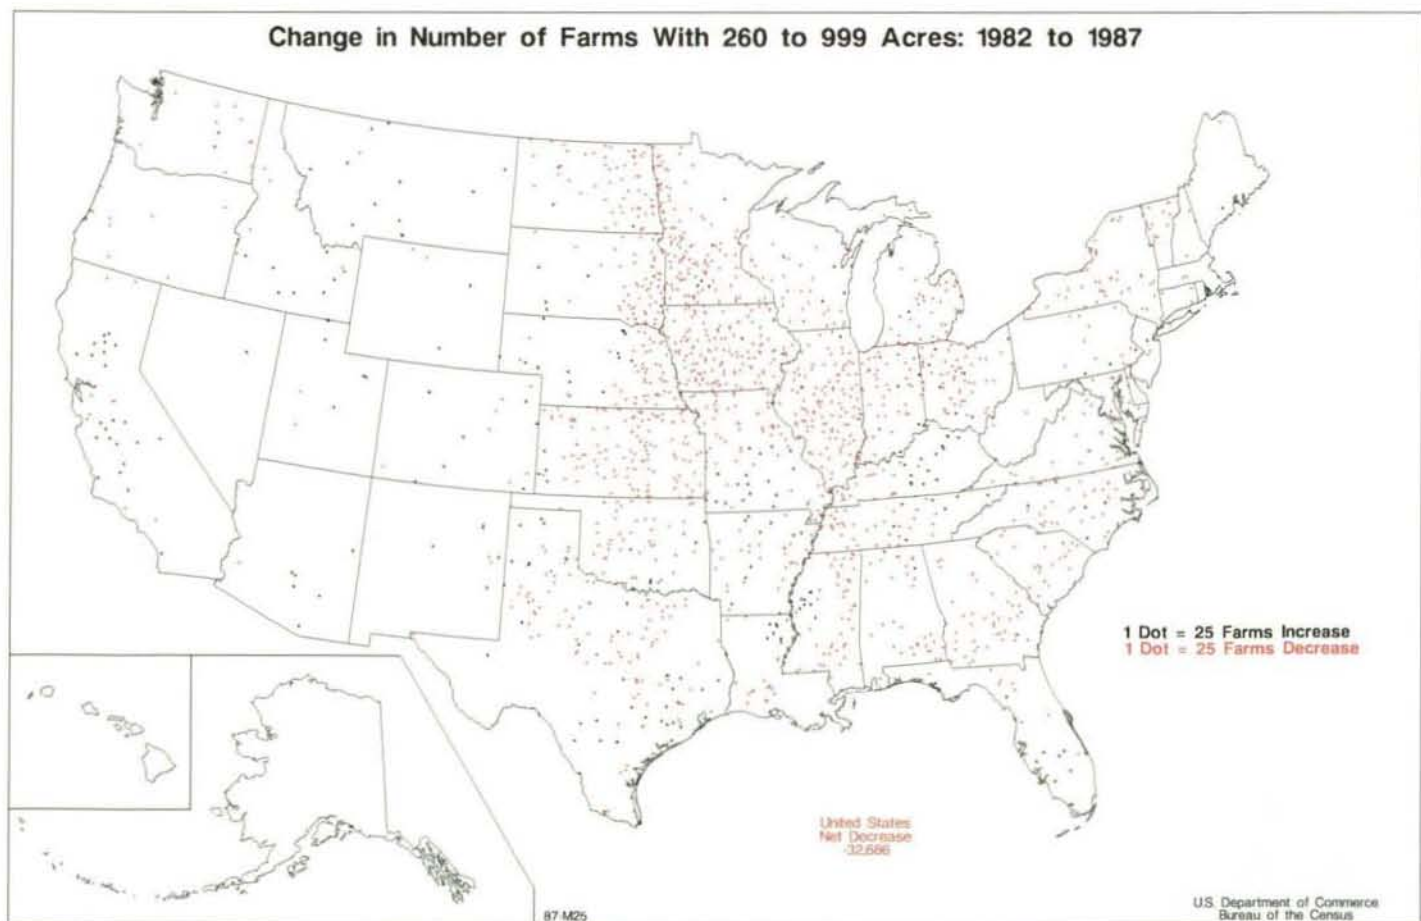 Change in Number of Farms With 260 to 999 Acres: 1982 to 1987
1 Dot = 25 Farms Increase
1 Dot = 25 Farms Decrease
United States
Net Decrease
-32,686
87-M25
U.S. Department of Commerce
Bureau of the Census